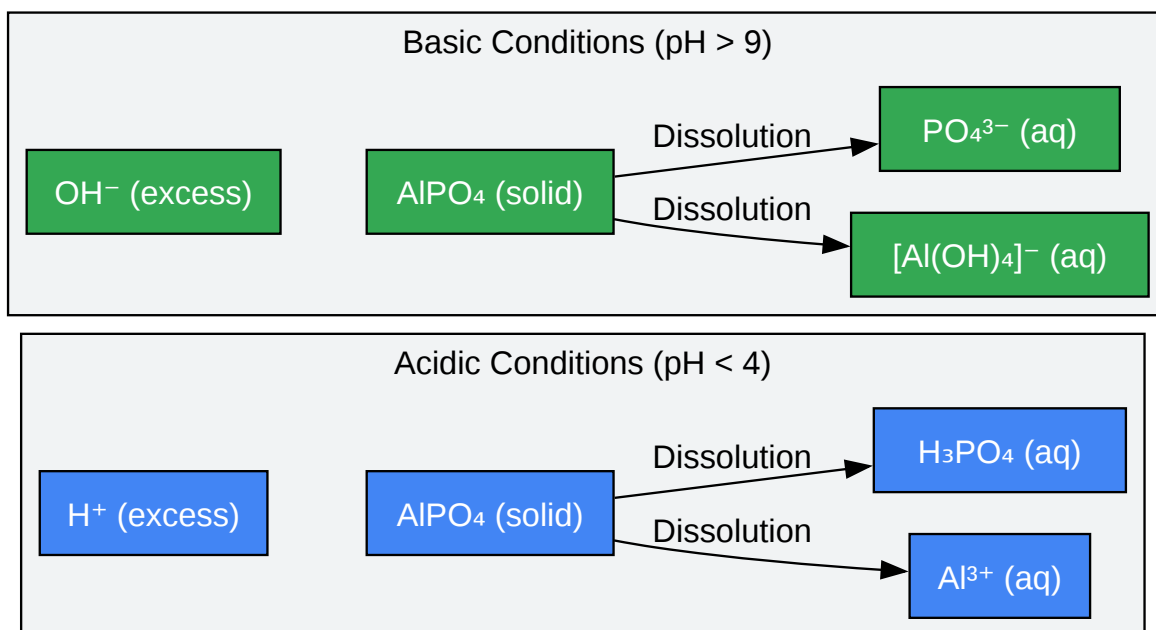 Basic Conditions (pH > 9)
OH⁻ (excess)
AlPO₄ (solid)
Dissolution
PO₄³⁻ (aq)
Dissolution
[Al(OH)₄]⁻ (aq)
Acidic Conditions (pH < 4)
H⁺ (excess)
AlPO₄ (solid)
Dissolution
H₃PO₄ (aq)
Dissolution
Al³⁺ (aq)